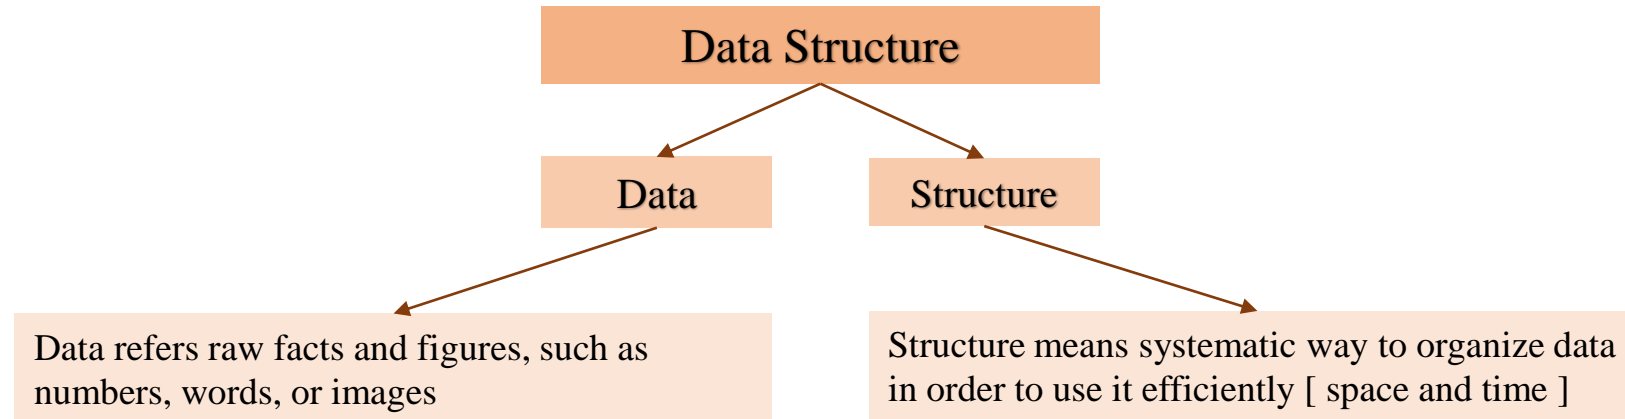 Data Structure
Data
Structure
Data refers raw facts and figures, such as
numbers, words, or images
Structure means systematic way to organize data
in order to use it efficiently [ space and time ]